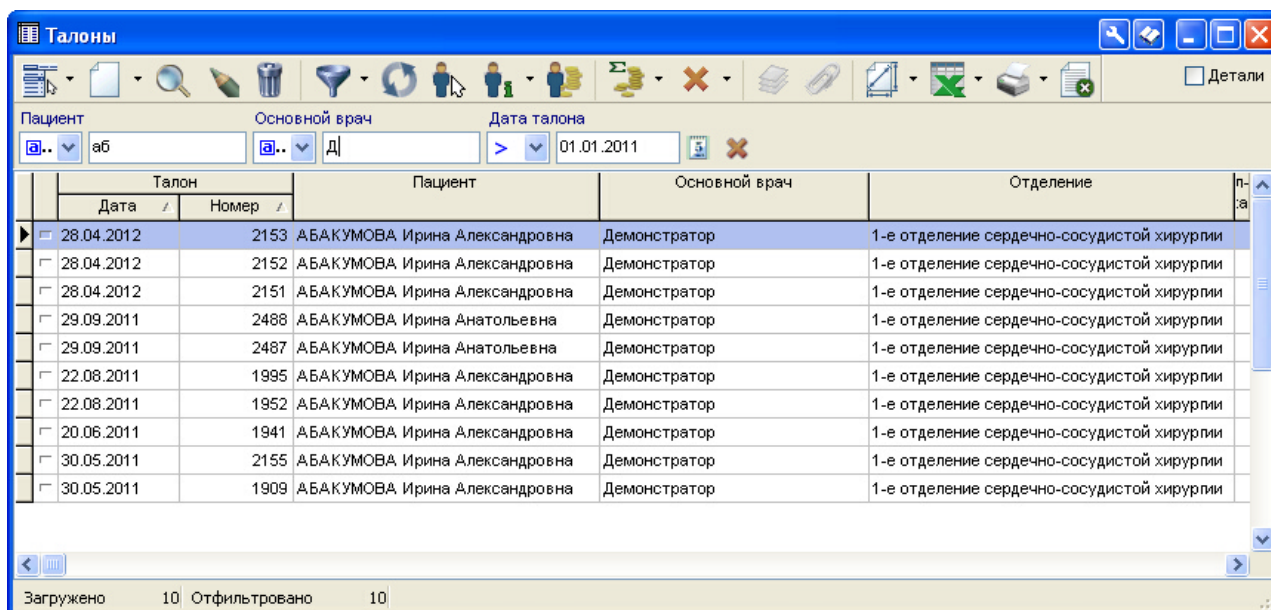 Талоны
Детали
Пациент Основной врач Дата талона
a.. аб a.. Д > 01.01.2011 5
Талон Пациент Основной врач Отделение п-
Дата Номер та
28.04.2012 2153 АБАКУМОВА Ирина Александровна Демонстратор 1-е отделение сердечно-сосудистой хирургии
28.04.2012 2152 АБАКУМОВА Ирина Александровна Демонстратор 1-е отделение сердечно-сосудистой хирургии
28.04.2012 2151 АБАКУМОВА Ирина Александровна Демонстратор 1-е отделение сердечно-сосудистой хирургии
29.09.2011 2488 АБАКУМОВА Ирина Анатольевна Демонстратор 1-е отделение сердечно-сосудистой хирургии
29.09.2011 2487 АБАКУМОВА Ирина Анатольевна Демонстратор 1-е отделение сердечно-сосудистой хирургии
22.08.2011 1995 АБАКУМОВА Ирина Александровна Демонстратор 1-е отделение сердечно-сосудистой хирургии
22.08.2011 1952 АБАКУМОВА Ирина Александровна Демонстратор 1-е отделение сердечно-сосудистой хирургии
20.06.2011 1941 АБАКУМОВА Ирина Александровна Демонстратор 1-е отделение сердечно-сосудистой хирургии
30.05.2011 2155 АБАКУМОВА Ирина Александровна Демонстратор 1-е отделение сердечно-сосудистой хирургии
30.05.2011 1909 АБАКУМОВА Ирина Александровна Демонстратор 1-е отделение сердечно-сосудистой хирургии
Загружено 10 Отфильтровано 10